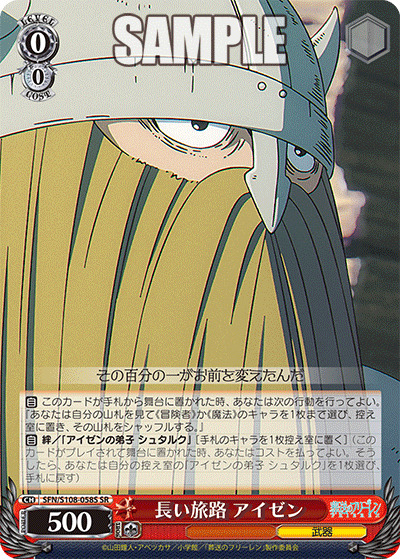 LEVEL
0
0
COST
SAMPLE
その百分の一がお前を変えたんだ
自 このカードが手札から舞台に置かれた時、あなたは次の行動を行ってよい。
「あなたは自分の山札を見て《冒険者》か《魔法》のキャラを1枚まで選び、控え
室に置き、その山札をシャッフルする。」
自 絆/「アイゼンの弟子 シュタルク」 [手札のキャラを1枚控え室に置く] (この
カードがプレイされて舞台に置かれた時、あなたはコストを払ってよい。そうし
たら、あなたは自分の控え室の「アイゼンの弟子 シュタルク」を1枚選び、
手札に戻す)
CH SFN/S108-058S SR
500
長い旅路 アイゼン
葬送のフリーレン
武器
©山田鐘人・アベツカサ/小学館/「葬送のフリーレン」製作委員会